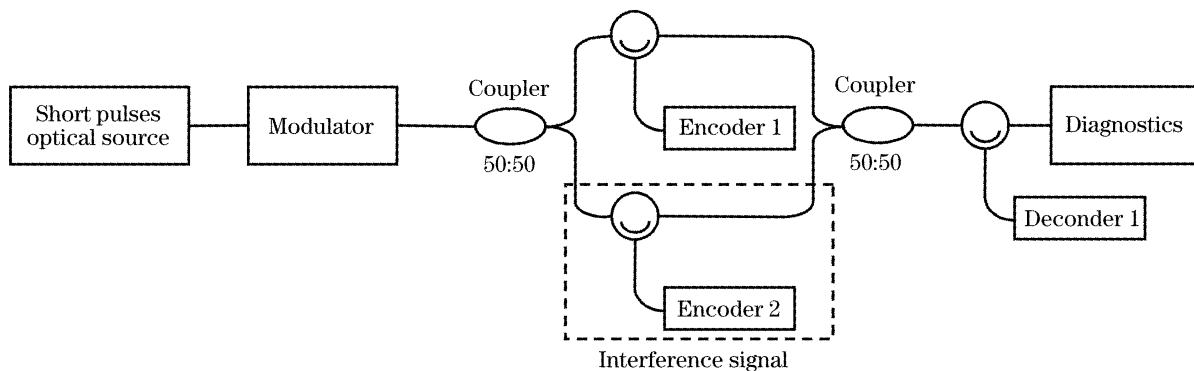 Short pulses
optical source
Modulator
Coupler
50:50
Encoder 1
Encoder 2
Interference signal
Coupler
50:50
Diagnostics
Deconder 1